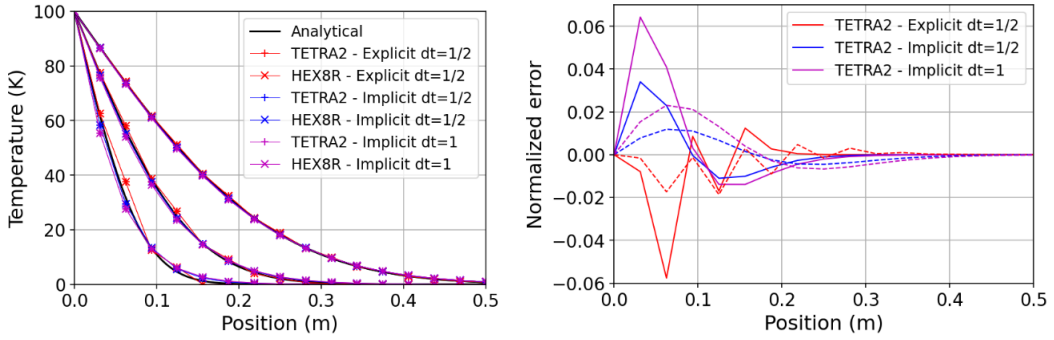 100
80
60
40
20
0
Temperature (K)
0.0 0.1 0.2 0.3 0.4 0.5
Position (m)
Analytical
TETRA2 - Explicit dt=1/2
HEX8R - Explicit dt=1/2
TETRA2 - Implicit dt=1/2
HEX8R - Implicit dt=1/2
TETRA2 - Implicit dt=1
HEX8R - Implicit dt=1
0.06
0.04
0.02
0.00
−0.02
−0.04
−0.06
Normalized error
0.0 0.1 0.2 0.3 0.4 0.5
Position (m)
TETRA2 - Explicit dt=1/2
TETRA2 - Implicit dt=1/2
TETRA2 - Implicit dt=1